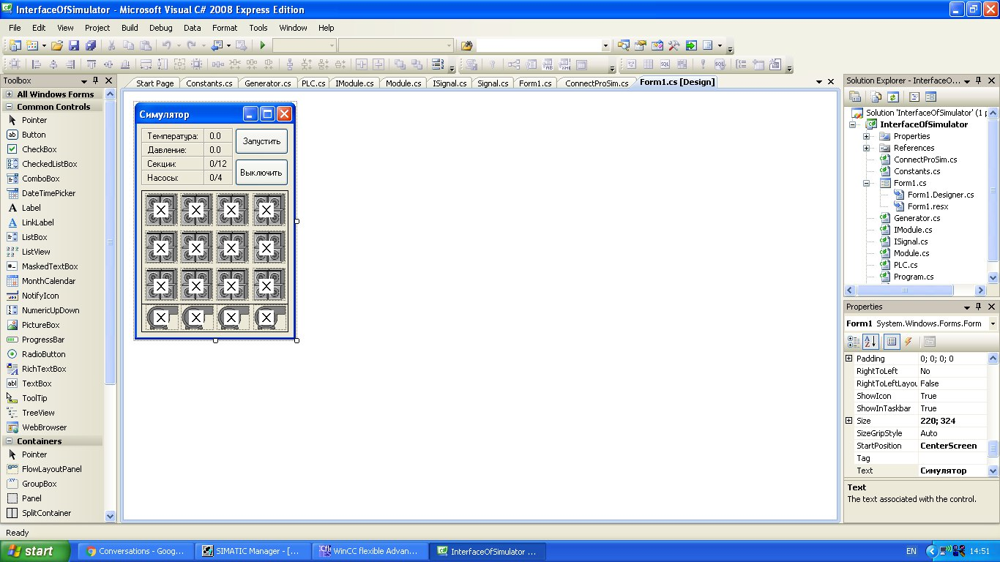 InterfaceOfSimulator - Microsoft Visual C# 2008 Express Edition
File Edit View Project Build Debug Data Format Tools Window Help
Toolbox
All Windows Forms
Common Controls
Pointer
Button
CheckBox
CheckedListBox
ComboBox
DateTimePicker
Label
LinkLabel
ListBox
ListView
MaskedTextBox
MonthCalendar
NotifyIcon
NumericUpDown
PictureBox
ProgressBar
RadioButton
RichTextBox
TextBox
ToolTip
TreeView
WebBrowser
Containers
Pointer
FlowLayoutPanel
GroupBox
Panel
SplitContainer
Start Page Constants.cs Generator.cs PLC.cs IModule.cs Module.cs ISignal.cs Signal.cs Form1.cs ConnectProSim.cs Form1.cs [Design]
Симулятор
Температура: 0.0
Давление: 0.0
Секции: 0/12
Насосы: 0/4
Запустить
Выключить
Solution Explorer - InterfaceO...
Solution 'InterfaceOfSimulator' (1 p
InterfaceOfSimulator
Properties
References
ConnectProSim.cs
Constants.cs
Form1.cs
Form1.Designer.cs
Form1.resx
Generator.cs
IModule.cs
ISignal.cs
Module.cs
PLC.cs
Program.cs
Properties
Form1 System.Windows.Forms.Form
Padding 0; 0; 0; 0
RightToLeft No
RightToLeftLayou False
ShowIcon True
ShowInTaskbar True
Size 220; 324
SizeGripStyle Auto
StartPosition CenterScreen
Tag
Text Симулятор
Text
The text associated with the control.
Ready
start Conversations - Goog... SIMATIC Manager - [... WinCC flexible Advan... InterfaceOfSimulator ... EN 14:51